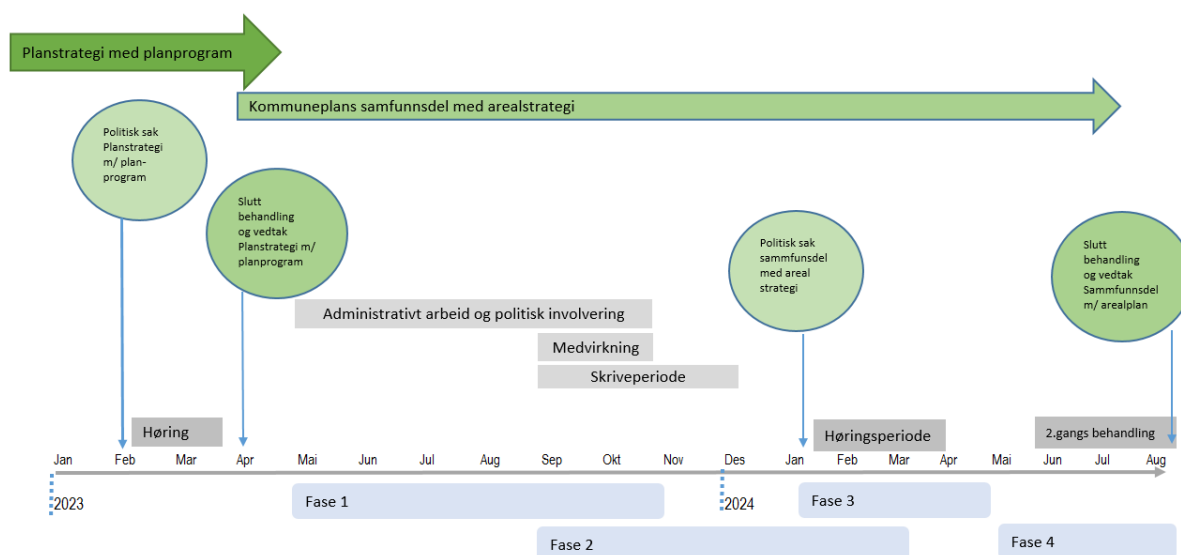 Planstrategi med planprogram
Kommuneplans samfunnsdel med arealstrategi
Politisk sak
Planstrategi
m/ plan-
program
Slutt
behandling
og vedtak
Planstrategi m/
planprogram
Politisk sak
sammfunsdel
med areal
strategi
Slutt
behandling
og vedtak
Sammfunnsdel
m/ arealplan
Administrativt arbeid og politisk involvering
Medvirkning
Skriveperiode
Høring
Høringsperiode
2.gangs behandling
Jan Feb Mar Apr Mai Jun Jul Aug Sep Okt Nov Des Jan Feb Mar Apr Mai Jun Jul Aug
2023 2024
Fase 1
Fase 3
Fase 2
Fase 4